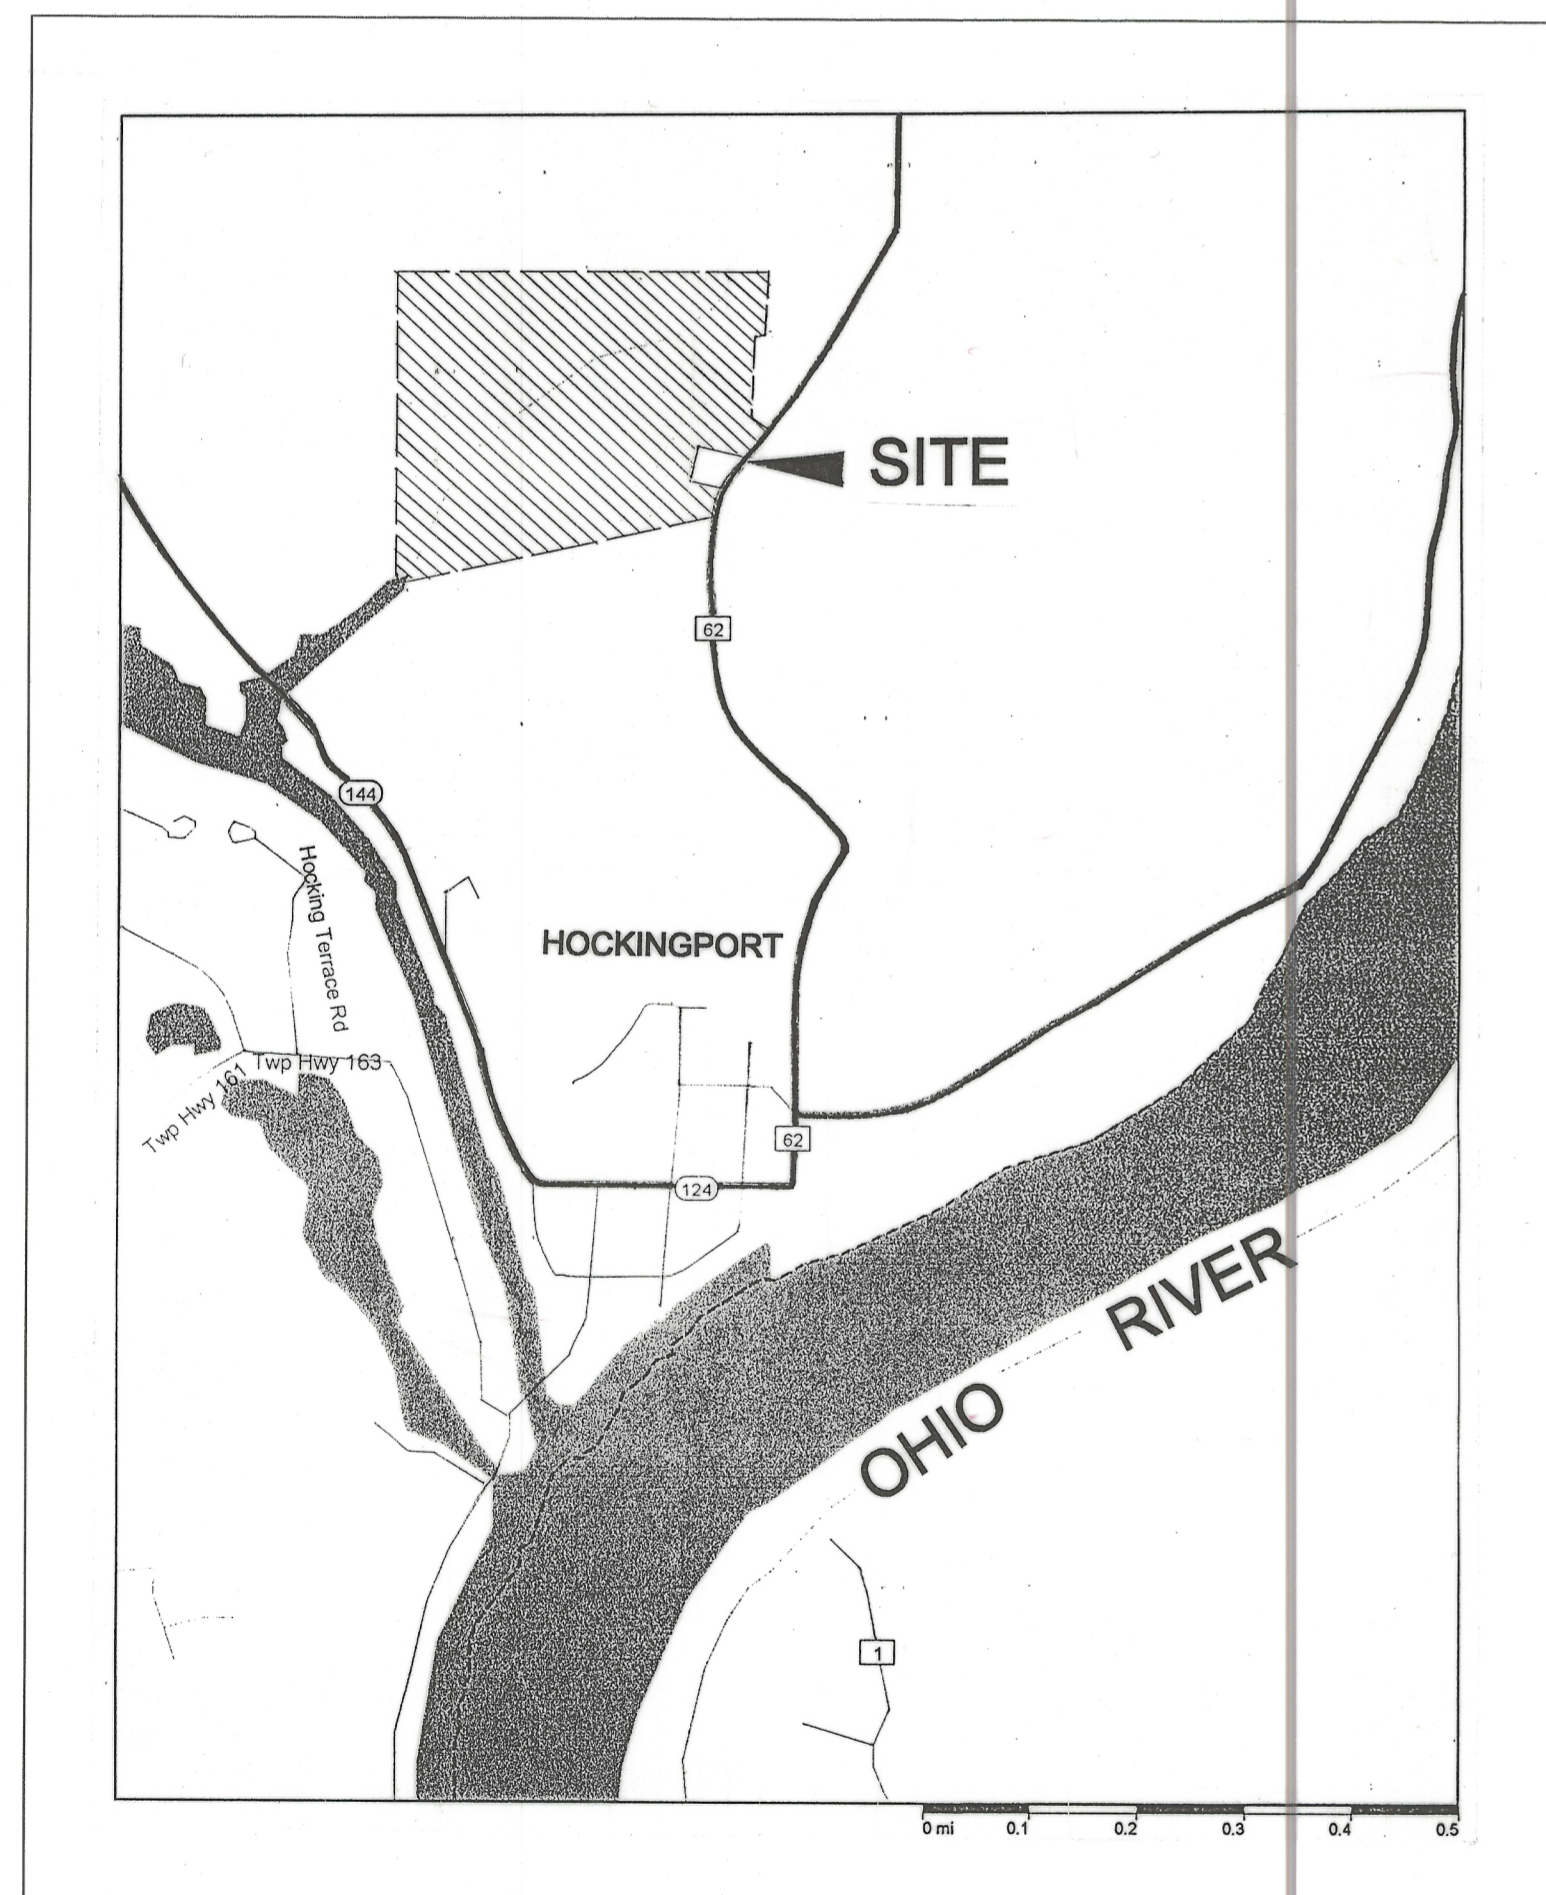 SITE
62
144
Hocking Terrace Rd
HOCKINGPORT
Twp Hwy 163
Twp Hwy 161
62
124
OHIO RIVER
1
0 mi 0.1 0.2 0.3 0.4 0.5